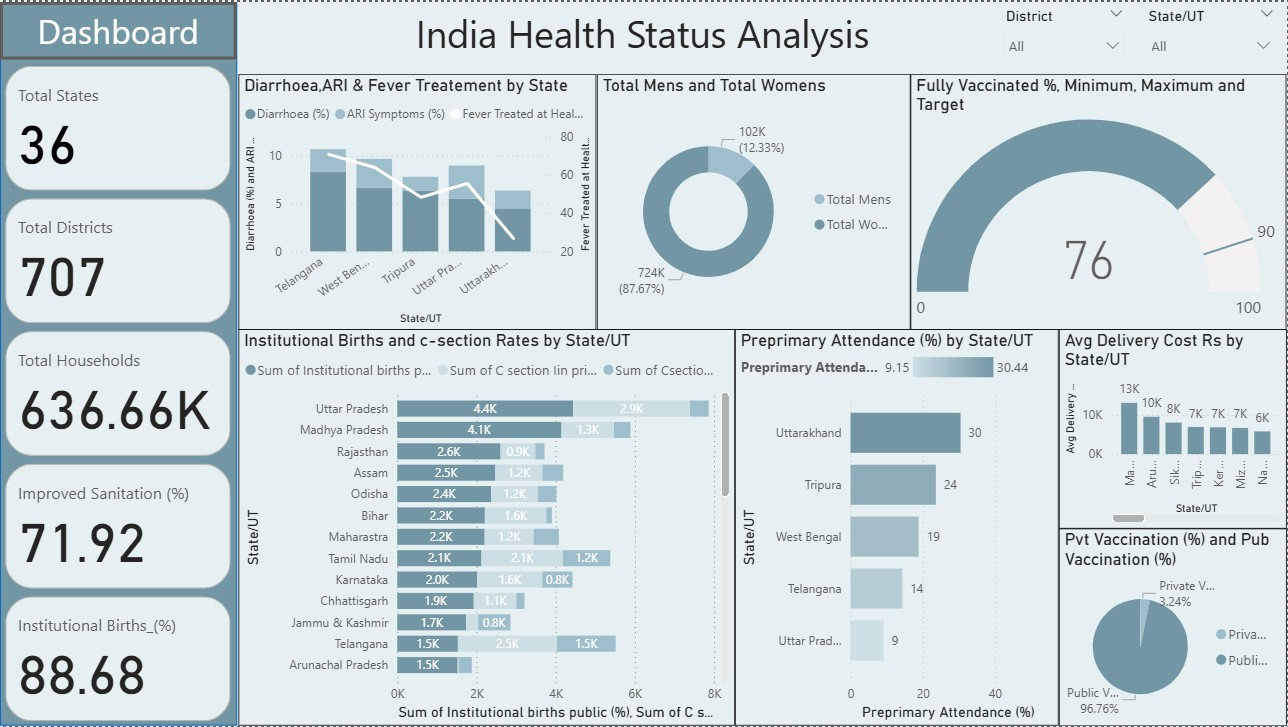 Dashboard
India Health Status Analysis
District
State/UT
All
All
Total States
36
Total Districts
707
Total Households
636.66K
Improved Sanitation (%)
71.92
Institutional Births_(%)
88.68
Diarrhoea,ARI & Fever Treatement by State
Diarrhoea (%) ARI Symptoms (%) Fever Treated at Heal...
Diarrhoea (%) and ARI ...
10
5
0
80
60
40
20
Fever Treated at Healt...
Telangana
West Ben...
Tripura
Uttar Pra...
Uttarakh...
State/UT
Total Mens and Total Womens
102K
(12.33%)
724K
(87.67%)
Total Mens
Total Wo...
Fully Vaccinated %, Minimum, Maximum and
Target
76
90
0
100
Institutional Births and c-section Rates by State/UT
Sum of Institutional births p... Sum of C section Iin pri... Sum of Csectio...
State/UT
Uttar Pradesh 4.4K 2.9K
Madhya Pradesh 4.1K 1.3K
Rajasthan 2.6K 0.9K
Assam 2.5K 1.2K
Odisha 2.4K 1.2K
Bihar 2.2K 1.6K
Maharastra 2.2K 1.2K
Tamil Nadu 2.1K 2.1K 1.2K
Karnataka 2.0K 1.6K 0.8K
Chhattisgarh 1.9K 1.1K
Jammu & Kashmir 1.7K 0.8K
Telangana 1.5K 2.5K 1.5K
Arunachal Pradesh 1.5K
0K 2K 4K 6K 8K
Sum of Institutional births public (%), Sum of C s...
Preprimary Attendance (%) by State/UT
Preprimary Attenda... 9.15 30.44
State/UT
Uttarakhand 30
Tripura 24
West Bengal 19
Telangana 14
Uttar Prad... 9
0 20 40
Preprimary Attendance (%)
Avg Delivery Cost Rs by
State/UT
Avg Delivery ...
10K
0K
13K 10K 8K 7K 7K 7K 6K
Ma... Aru... Sik... Trip... Ker... Miz... Na...
State/UT
Pvt Vaccination (%) and Pub
Vaccination (%)
Private V...
3.24%
Priva...
Publi...
Public V...
96.76%